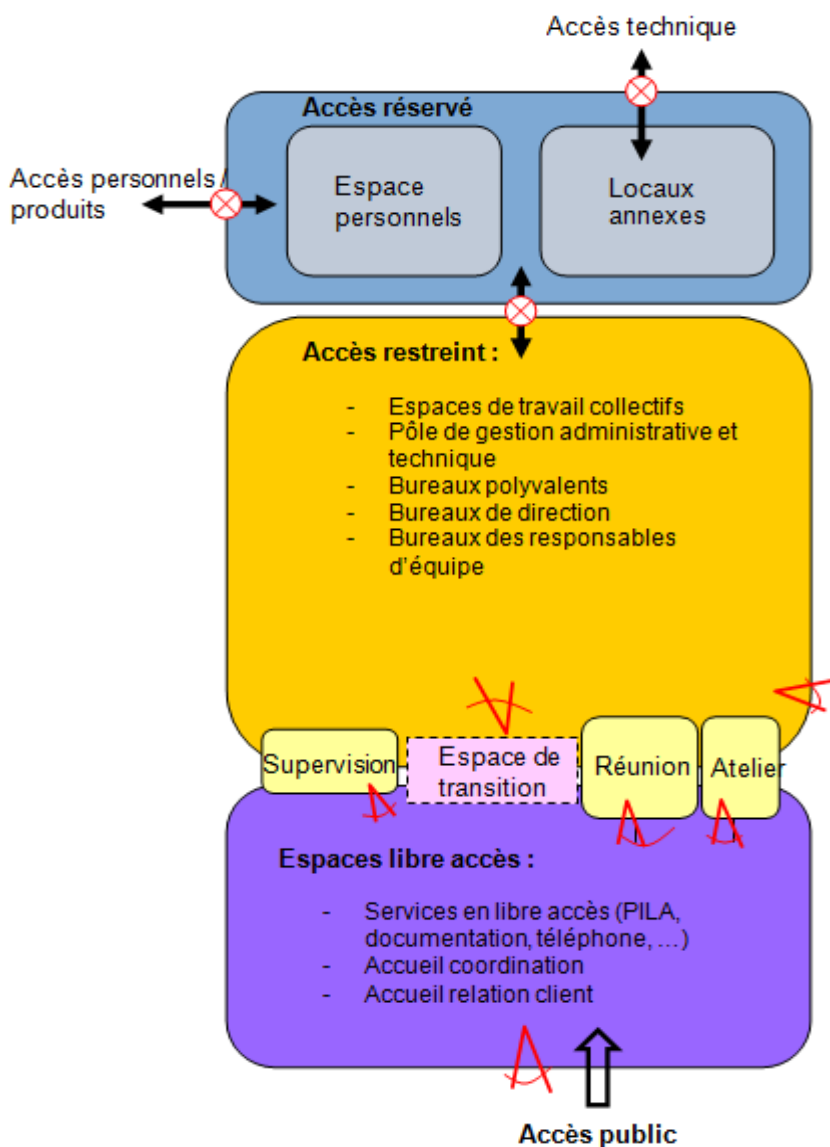 Accès technique
Accès réservé
Accès personnels /
produits
Espace
personnels
Locaux
annexes
Accès restreint :
- Espaces de travail collectifs
- Pôle de gestion administrative et
technique
- Bureaux polyvalents
- Bureaux de direction
- Bureaux des responsables
d'équipe
Supervision
Espace de
transition
Réunion
Atelier
Espaces libre accès :
- Services en libre accès (PILA,
documentation, téléphone, …)
- Accueil coordination
- Accueil relation client
Accès public